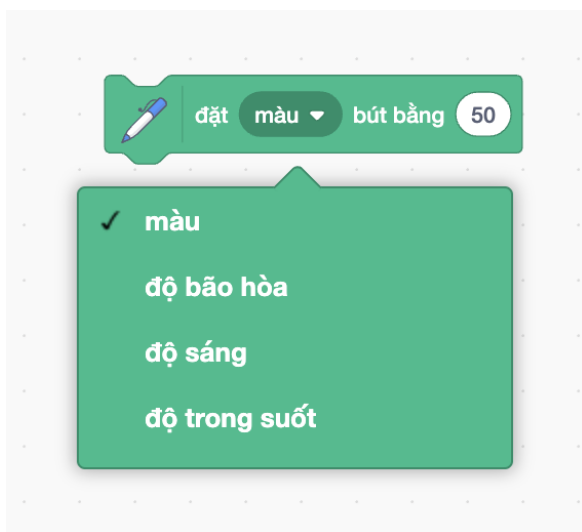 đặt màu bút bằng 50
màu
độ bão hòa
độ sáng
độ trong suốt